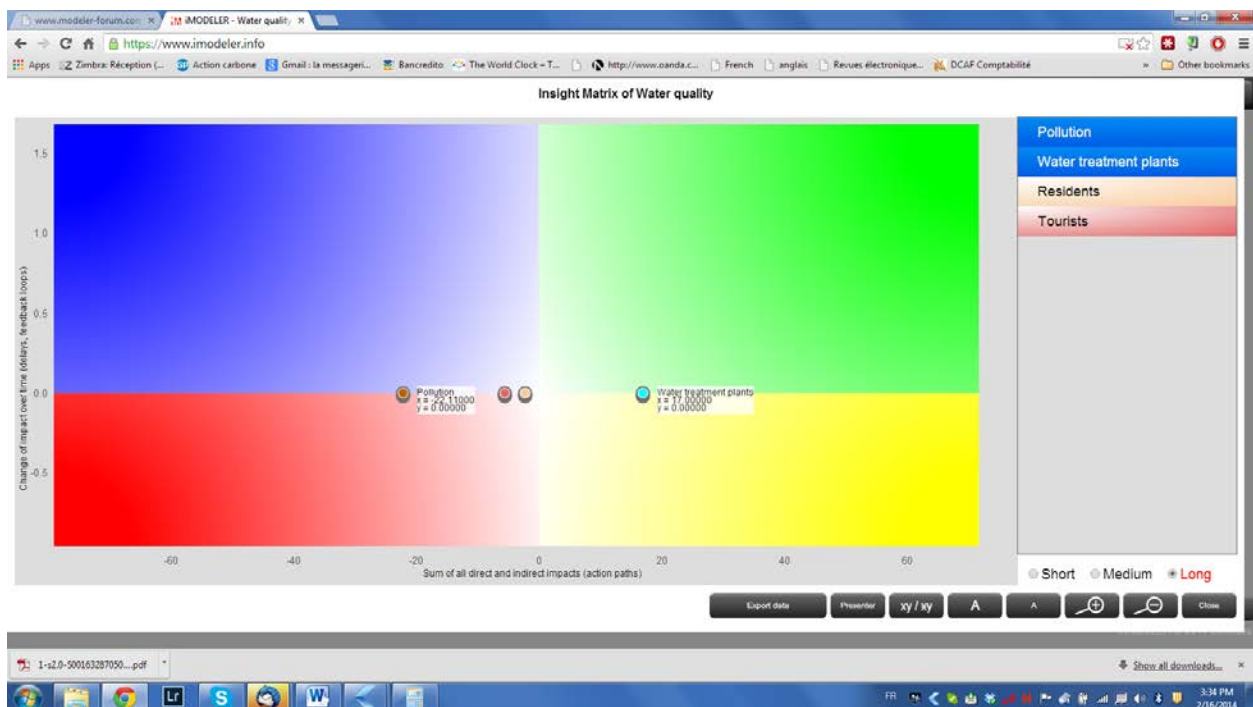 www.modeler-forum.com
iMODELER - Water quality
https://www.imodeler.info
Apps Zimbra: Réception (... Action carbone Gmail : la messageri... Bancredito The World Clock – T... http://www.oanda.c... French anglais Revues électronique... DCAF Comptabilité » Other bookmarks
Insight Matrix of Water quality
Pollution
Water treatment plants
Residents
Tourists
1.5
1.0
0.5
0.0
-0.5
Change of impact over time (delays, feedback loops)
Pollution
x = -22.11000
y = 0.00000
Water treatment plants
x = 17.00000
y = 0.00000
-60 -40 -20 0 20 40 60
Sum of all direct and indirect impacts (action paths)
Short Medium Long
Export data Presenter xy / xy A A Close
1-s2.0-S00163287050....pdf
Show all downloads...
Lr S W
FR
3:34 PM
2/16/2014